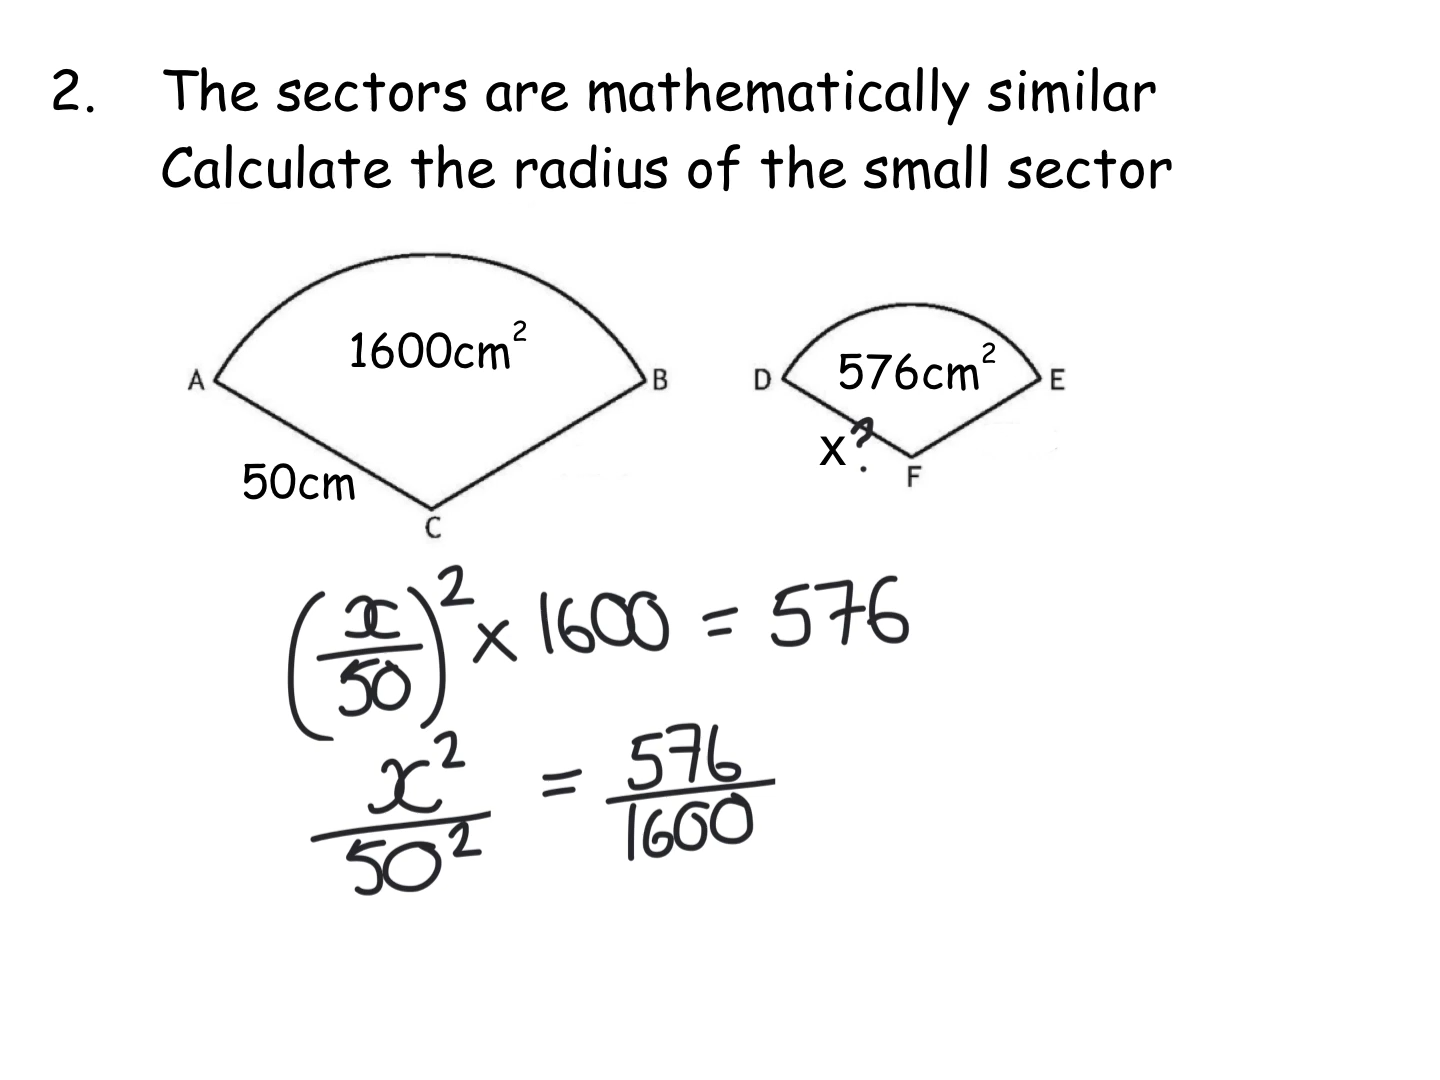 2. The sectors are mathematically similar
Calculate the radius of the small sector
1600cm²
576cm²
A
B
D
E
x?
50cm
F
C
(x/50)² × 1600 = 576
x²/50² = 576/1600